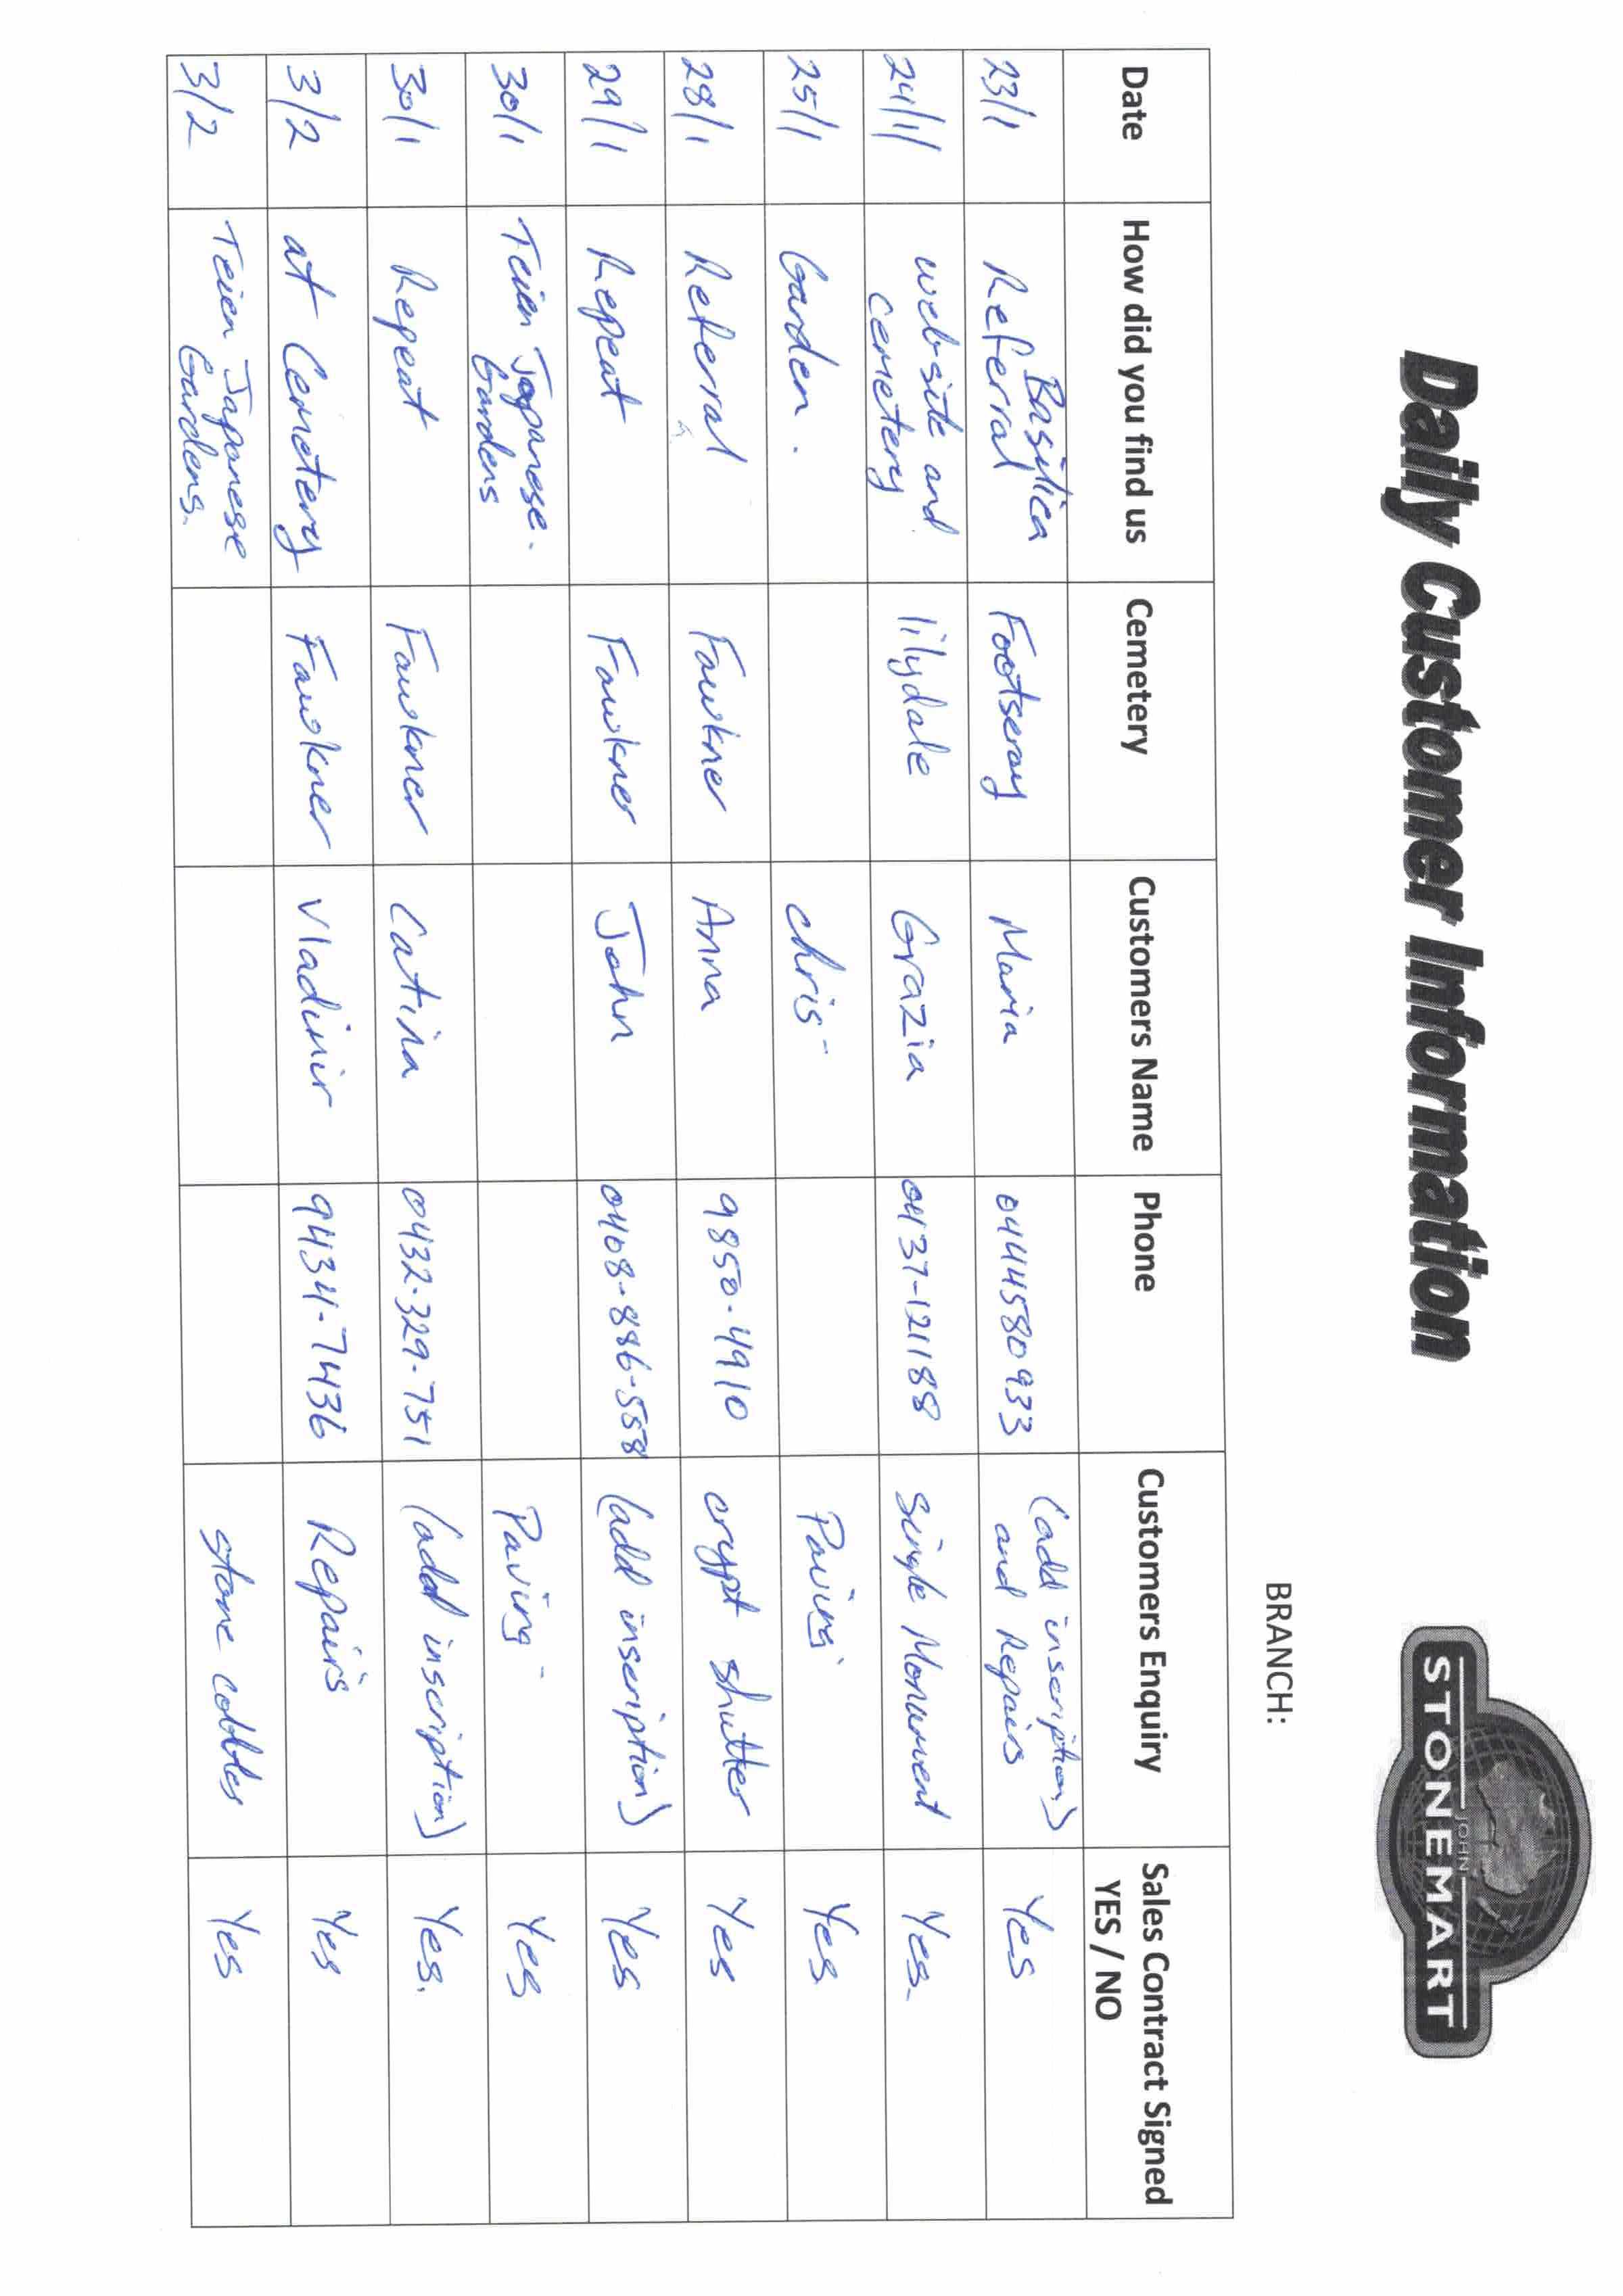 Daily Customer Information
JOHN
STONEMART
BRANCH:
Date How did you find us Cemetery Customers Name Phone Customers Enquiry Sales Contract Signed
YES / NO
23/1 Basilica Referral Footscray Maria 0444580933 (add inscription) and Repairs Yes
24/1/ website and cemetery lilydale Grazia 0437-121188 Single Monument Yes.
25/1 Garden. Chris Paving Yes
28/1 Referral Fawkner Anna 9850-4910 crypt shutter Yes
29/1 Repeat Fawkner John 0408-886-558 (add inscription) Yes
30/1 Teien Japanese. Gardens Paving Yes
30/1 Repeat Fawkner Catina 0432-329-751 (add inscription) Yes.
3/2 at Cemetery Fawkner Vladimir 9434-7436 Repairs Yes
3/2 Teien Japanese Gardens. stone cobbles Yes